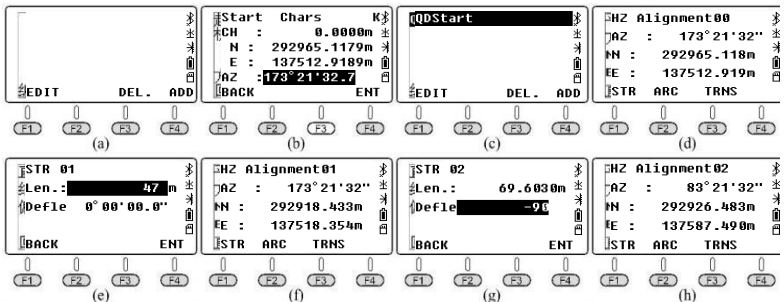 EDIT DEL. ADD
F1 F2 F3 F4
(a)
Start Chars K
CH : 0.0000m
N : 292965.1179m
E : 137512.9189m
AZ :173°21'32.7
BACK ENT
F1 F2 F3 F4
(b)
QDStart
EDIT DEL. ADD
F1 F2 F3 F4
(c)
HZ Alignment00
AZ : 173°21'32"
N : 292965.118m
E : 137512.919m
STR ARC TRNS
F1 F2 F3 F4
(d)
STR 01
Len.: 47 m
Defle 0°00'00.0"
BACK ENT
F1 F2 F3 F4
(e)
HZ Alignment01
AZ : 173°21'32"
N : 292918.433m
E : 137518.354m
STR ARC TRNS
F1 F2 F3 F4
(f)
STR 02
Len.: 69.6030m
Defle -90
BACK ENT
F1 F2 F3 F4
(g)
HZ Alignment02
AZ : 83°21'32"
N : 292926.483m
E : 137587.490m
STR ARC TRNS
F1 F2 F3 F4
(h)